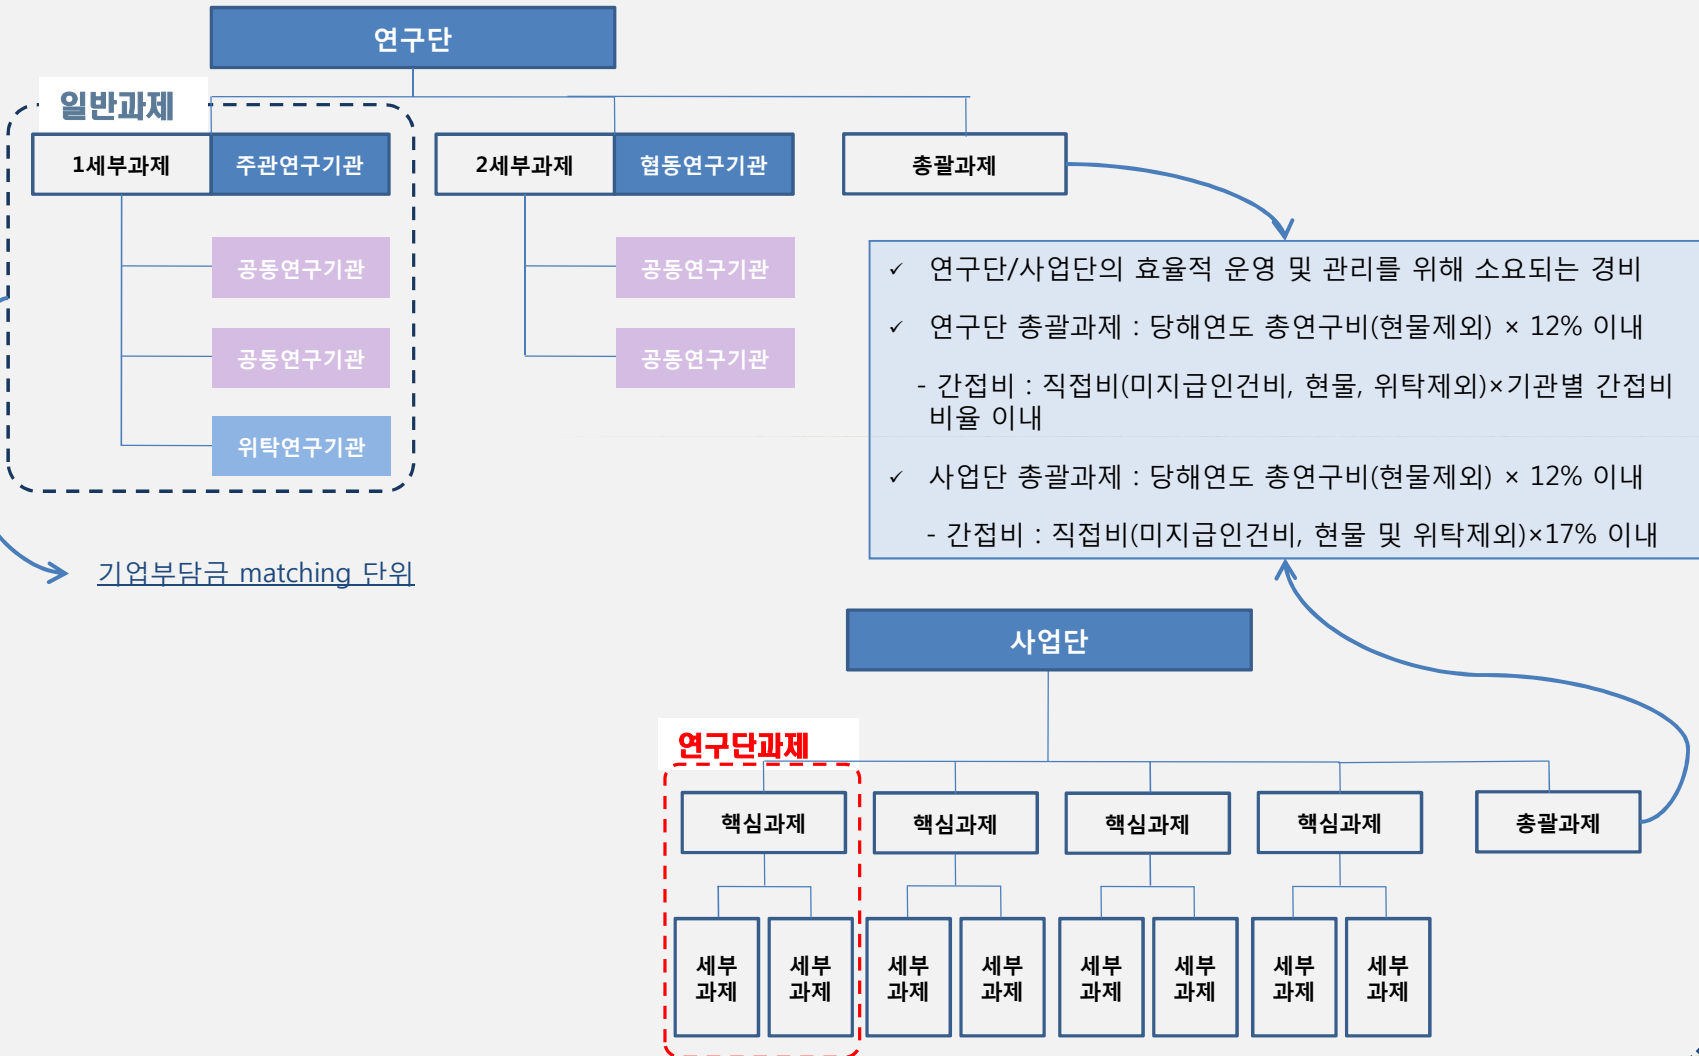 연구단
일반과제
1세부과제 주관연구기관 2세부과제 협동연구기관 총괄과제
공동연구기관 공동연구기관
공동연구기관 공동연구기관
위탁연구기관
✓ 연구단/사업단의 효율적 운영 및 관리를 위해 소요되는 경비
✓ 연구단 총괄과제 : 당해연도 총연구비(현물제외) × 12% 이내
- 간접비 : 직접비(미지급인건비, 현물, 위탁제외)×기관별 간접비
비율 이내
✓ 사업단 총괄과제 : 당해연도 총연구비(현물제외) × 12% 이내
- 간접비 : 직접비(미지급인건비, 현물 및 위탁제외)×17% 이내
기업부담금 matching 단위
사업단
연구단과제
핵심과제 핵심과제 핵심과제 핵심과제 총괄과제
세부 세부 세부 세부 세부 세부 세부 세부
과제 과제 과제 과제 과제 과제 과제 과제